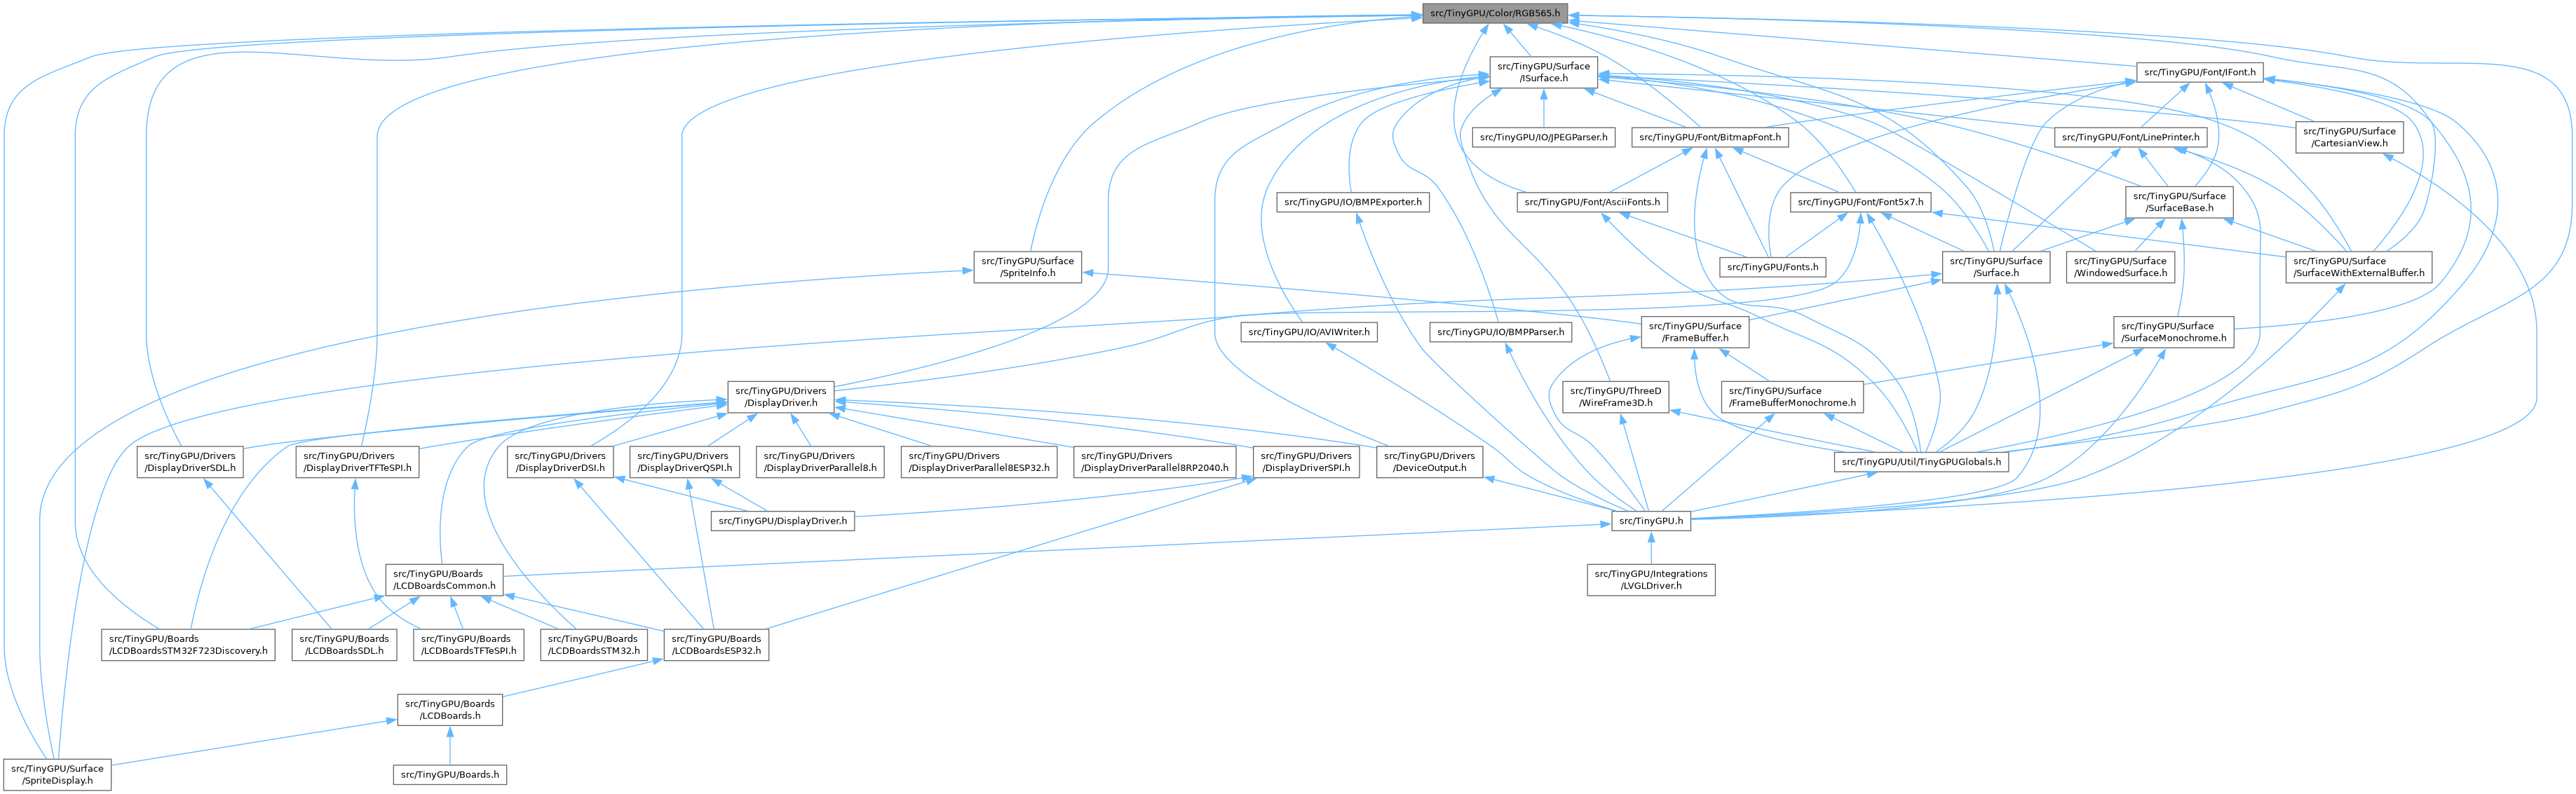 src/TinyGPU/Color/RGB565.h
src/TinyGPU/Surface
/ISurface.h
src/TinyGPU/Font/IFont.h
src/TinyGPU/IO/JPEGParser.h
src/TinyGPU/Font/BitmapFont.h
src/TinyGPU/Font/LinePrinter.h
src/TinyGPU/Surface
/CartesianView.h
src/TinyGPU/IO/BMPExporter.h
src/TinyGPU/Font/AsciiFonts.h
src/TinyGPU/Font/Font5x7.h
src/TinyGPU/Surface
/SurfaceBase.h
src/TinyGPU/Surface
/SpriteInfo.h
src/TinyGPU/Fonts.h
src/TinyGPU/Surface
/Surface.h
src/TinyGPU/Surface
/WindowedSurface.h
src/TinyGPU/Surface
/SurfaceWithExternalBuffer.h
src/TinyGPU/IO/AVIWriter.h
src/TinyGPU/IO/BMPParser.h
src/TinyGPU/Surface
/FrameBuffer.h
src/TinyGPU/Surface
/SurfaceMonochrome.h
src/TinyGPU/Drivers
/DisplayDriver.h
src/TinyGPU/ThreeD
/WireFrame3D.h
src/TinyGPU/Surface
/FrameBufferMonochrome.h
src/TinyGPU/Drivers
/DisplayDriverSDL.h
src/TinyGPU/Drivers
/DisplayDriverTFTeSPI.h
src/TinyGPU/Drivers
/DisplayDriverDSI.h
src/TinyGPU/Drivers
/DisplayDriverQSPI.h
src/TinyGPU/Drivers
/DisplayDriverParallel8.h
src/TinyGPU/Drivers
/DisplayDriverParallel8ESP32.h
src/TinyGPU/Drivers
/DisplayDriverParallel8RP2040.h
src/TinyGPU/Drivers
/DisplayDriverSPI.h
src/TinyGPU/Drivers
/DeviceOutput.h
src/TinyGPU/Util/TinyGPUGlobals.h
src/TinyGPU/DisplayDriver.h
src/TinyGPU.h
src/TinyGPU/Boards
/LCDBoardsCommon.h
src/TinyGPU/Integrations
/LVGLDriver.h
src/TinyGPU/Boards
/LCDBoardsSTM32F723Discovery.h
src/TinyGPU/Boards
/LCDBoardsSDL.h
src/TinyGPU/Boards
/LCDBoardsTFTeSPI.h
src/TinyGPU/Boards
/LCDBoardsSTM32.h
src/TinyGPU/Boards
/LCDBoardsESP32.h
src/TinyGPU/Boards
/LCDBoards.h
src/TinyGPU/Surface
/SpriteDisplay.h
src/TinyGPU/Boards.h